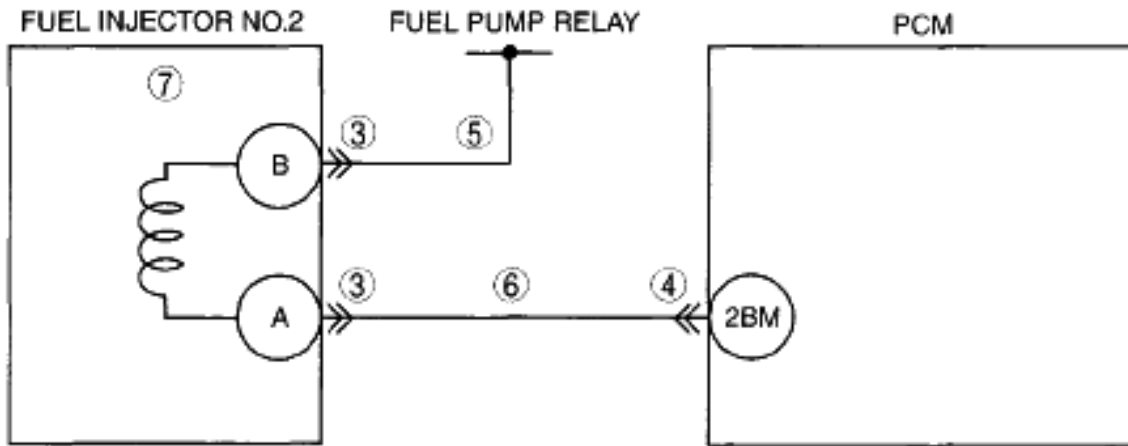 FUEL INJECTOR NO.2 FUEL PUMP RELAY PCM
⑦
③ ⑤
B
③ ⑥ ④
A 2BM